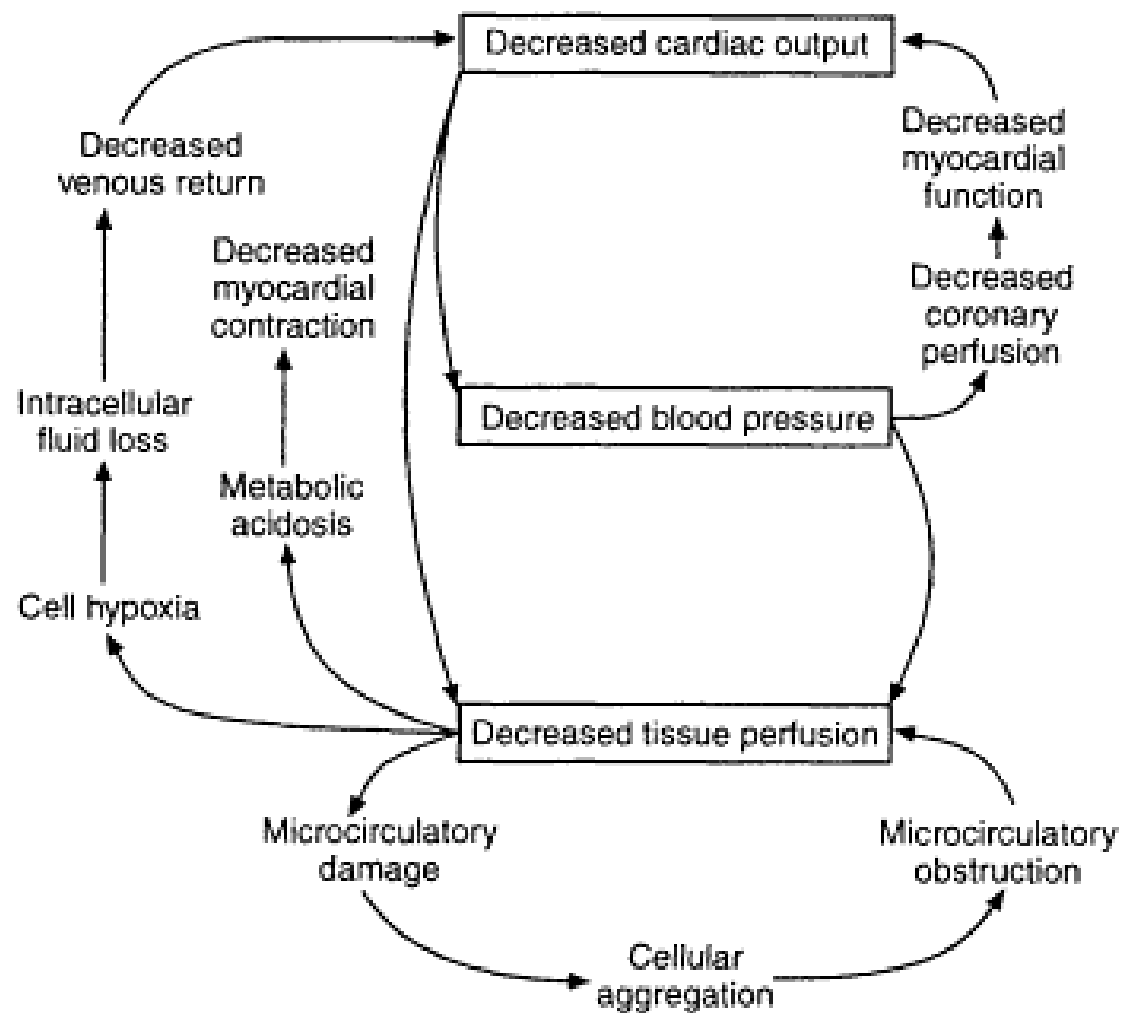 Decreased cardiac output
Decreased
venous return
Decreased
myocardial
function
Decreased
myocardial
contraction
Decreased
coronary
perfusion
Intracellular
fluid loss
Decreased blood pressure
Metabolic
acidosis
Cell hypoxia
Decreased tissue perfusion
Microcirculatory
damage
Microcirculatory
obstruction
Cellular
aggregation